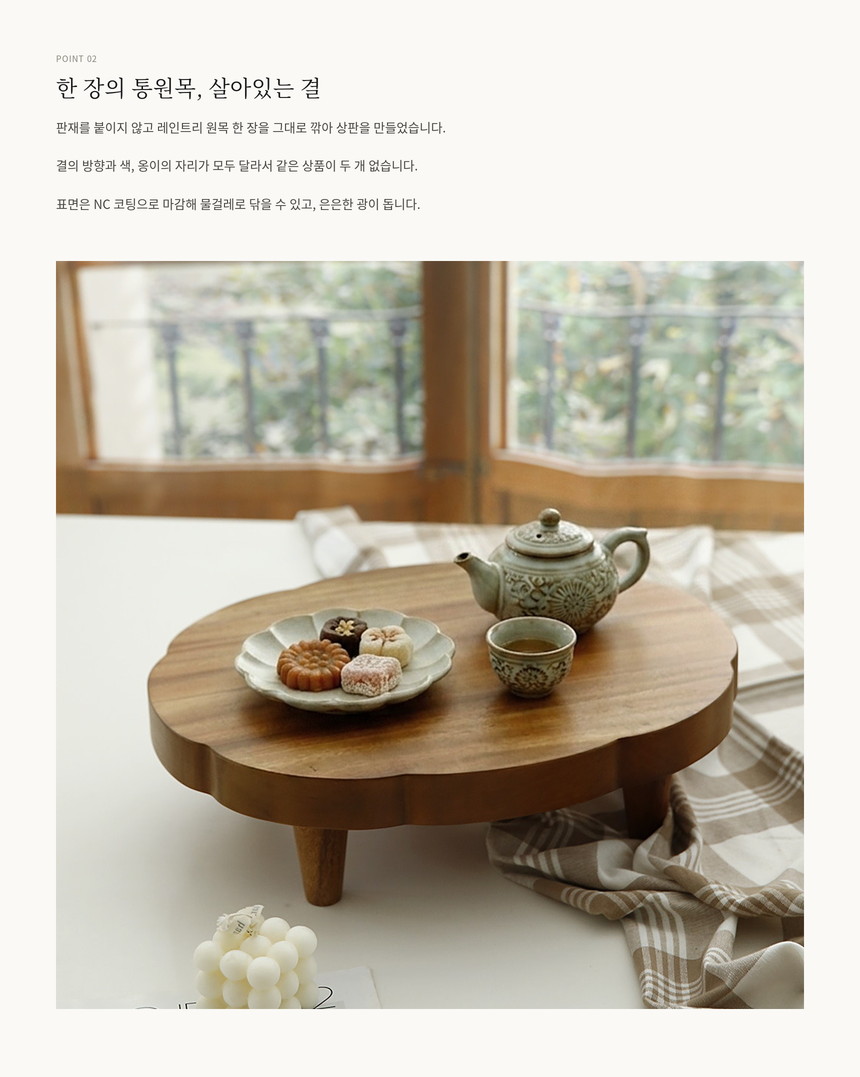 POINT 02
한 장의 통원목, 살아있는 결
판재를 붙이지 않고 레인트리 원목 한 장을 그대로 깎아 상판을 만들었습니다.
결의 방향과 색, 옹이의 자리가 모두 달라서 같은 상품이 두 개 없습니다.
표면은 NC 코팅으로 마감해 물걸레로 닦을 수 있고, 은은한 광이 돕니다.